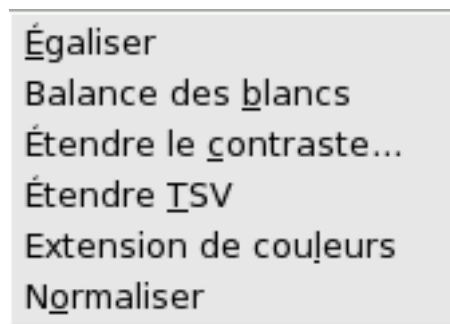 Égaliser
Balance des blancs
Étendre le contraste...
Étendre TSV
Extension de couleurs
Normaliser